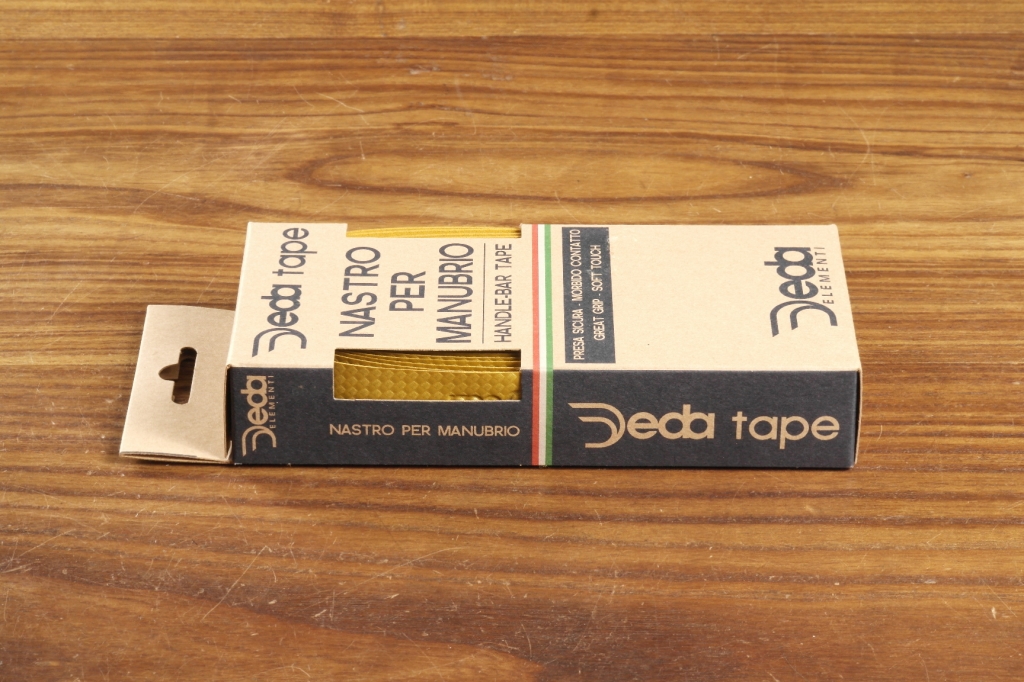 Deda tape
NASTRO
PER
MANUBRIO
HANDLE-BAR TAPE
PRESA SICURA - MORBIDO CONTATTO
GREAT GRIP - SOFT TOUCH
Deda
ELEMENTI
Deda
ELEMENTI
NASTRO PER MANUBRIO
Deda tape